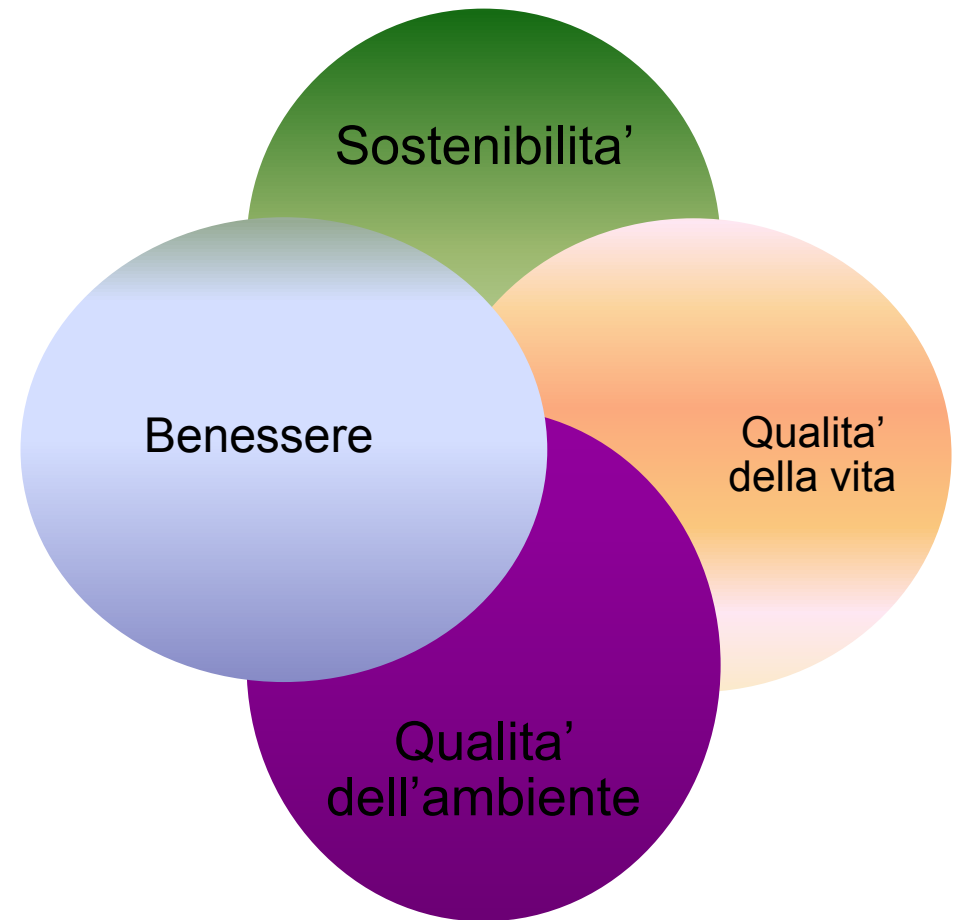 Sostenibilita’
Benessere
Qualita’
della vita
Qualita’
dell’ambiente